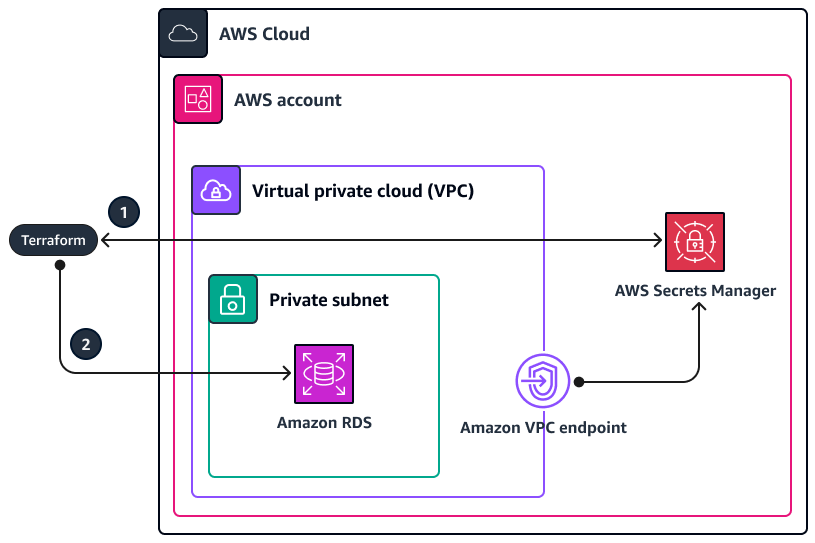 AWS Cloud
AWS account
Virtual private cloud (VPC)
1
Terraform
AWS Secrets Manager
Private subnet
2
Amazon RDS
Amazon VPC endpoint